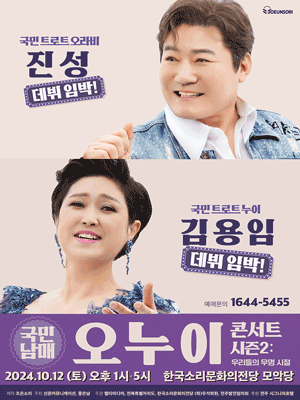 JOEUNSORI
국민 트로트 오라비
진성
데뷔 임박!
국민 트로트 누이
김용임
데뷔 임박!
예매문의 1644-5455
국민
남매
오누이
콘서트
시즌2:
우리들의 무명 시절
2024.10.12 (토) 오후 1시·5시 한국소리문화의전당 모악당